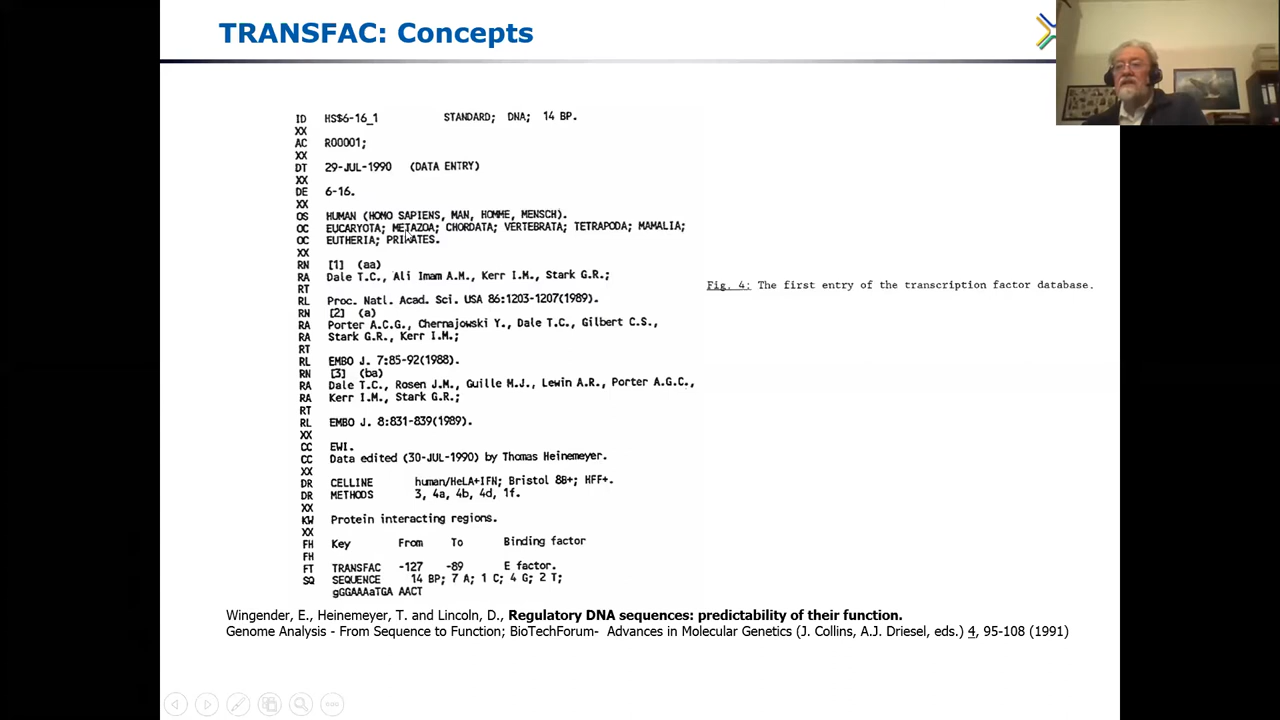 TRANSFAC: Concepts
ID HS$6-16_1 STANDARD; DNA; 14 BP.
XX
AC R00001;
XX
DT 29-JUL-1990 (DATA ENTRY)
XX
DE 6-16.
XX
OS HUMAN (HOMO SAPIENS, MAN, HOMME, MENSCH).
OC EUCARYOTA; METAZOA; CHORDATA; VERTEBRATA; TETRAPODA; MAMALIA;
OC EUTHERIA; PRIMATES.
XX
RN [1] (aa)
RA Dale T.C., Ali Imam A.M., Kerr I.M., Stark G.R.;
RT
RL Proc. Natl. Acad. Sci. USA 86:1203-1207(1989).
RN [2] (a)
RA Porter A.C.G., Chernajowski Y., Dale T.C., Gilbert C.S.,
RA Stark G.R., Kerr I.M.;
RT
RL EMBO J. 7:85-92(1988).
RN [3] (ba)
RA Dale T.C., Rosen J.M., Guille M.J., Lewin A.R., Porter A.G.C.,
RA Kerr I.M., Stark G.R.;
RT
RL EMBO J. 8:831-839(1989).
XX
CC EWI.
CC Data edited (30-JUL-1990) by Thomas Heinemeyer.
XX
DR CELLINE human/HeLA+IFN; Bristol 8B+; HFF+.
DR METHODS 3, 4a, 4b, 4d, 1f.
XX
KW Protein interacting regions.
XX
FH Key From To Binding factor
FH
FT TRANSFAC -127 -89 E factor.
SQ SEQUENCE 14 BP; 7 A; 1 C; 4 G; 2 T;
gGGAAAaTGA AACT
Fig. 4: The first entry of the transcription factor database.
Wingender, E., Heinemeyer, T. and Lincoln, D., Regulatory DNA sequences: predictability of their function.
Genome Analysis - From Sequence to Function; BioTechForum- Advances in Molecular Genetics (J. Collins, A.J. Driesel, eds.) 4, 95-108 (1991)